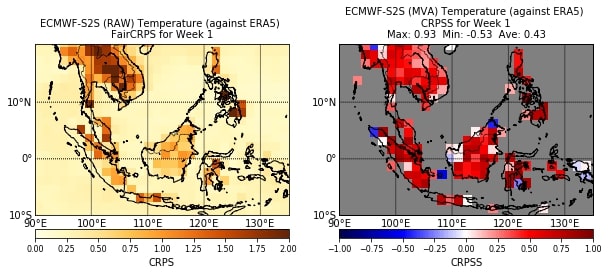 ECMWF-S2S (RAW) Temperature (against ERA5)
FairCRPS for Week 1
10°N
0°
10°S
90°E 100°E 110°E 120°E 130°E
0.00 0.25 0.50 0.75 1.00 1.25 1.50 1.75 2.00
CRPS
ECMWF-S2S (MVA) Temperature (against ERA5)
CRPSS for Week 1
Max: 0.93 Min: -0.53 Ave: 0.43
10°N
0°
10°S
90°E 100°E 110°E 120°E 130°E
−1.00 −0.75 −0.50 −0.25 0.00 0.25 0.50 0.75 1.00
CRPSS